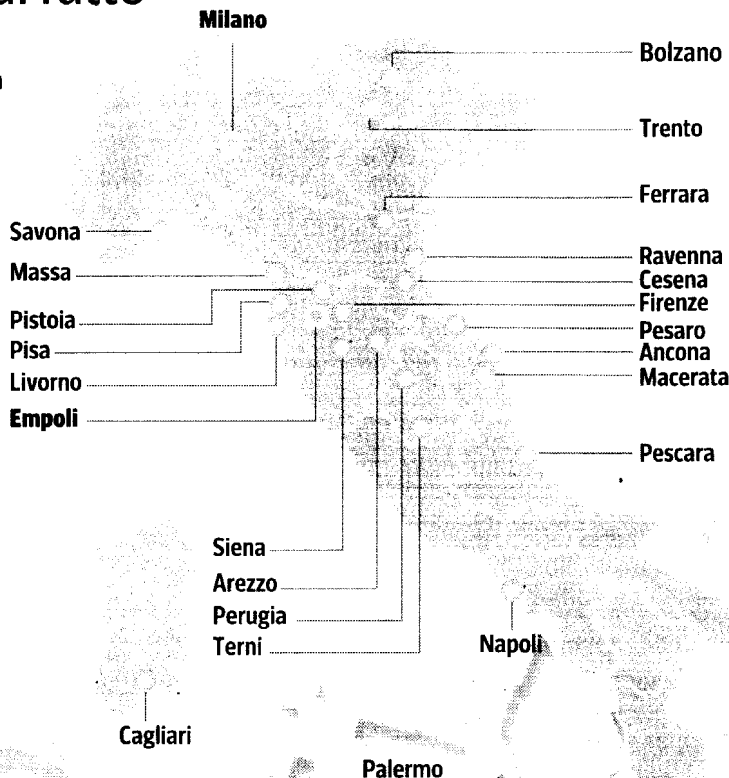 Milano
Bolzano
Trento
Ferrara
Savona
Ravenna
Massa
Cesena
Firenze
Pistoia
Pesaro
Pisa
Ancona
Livorno
Macerata
Empoli
Pescara
Siena
Arezzo
Perugia
Terni
Napoli
Cagliari
Palermo